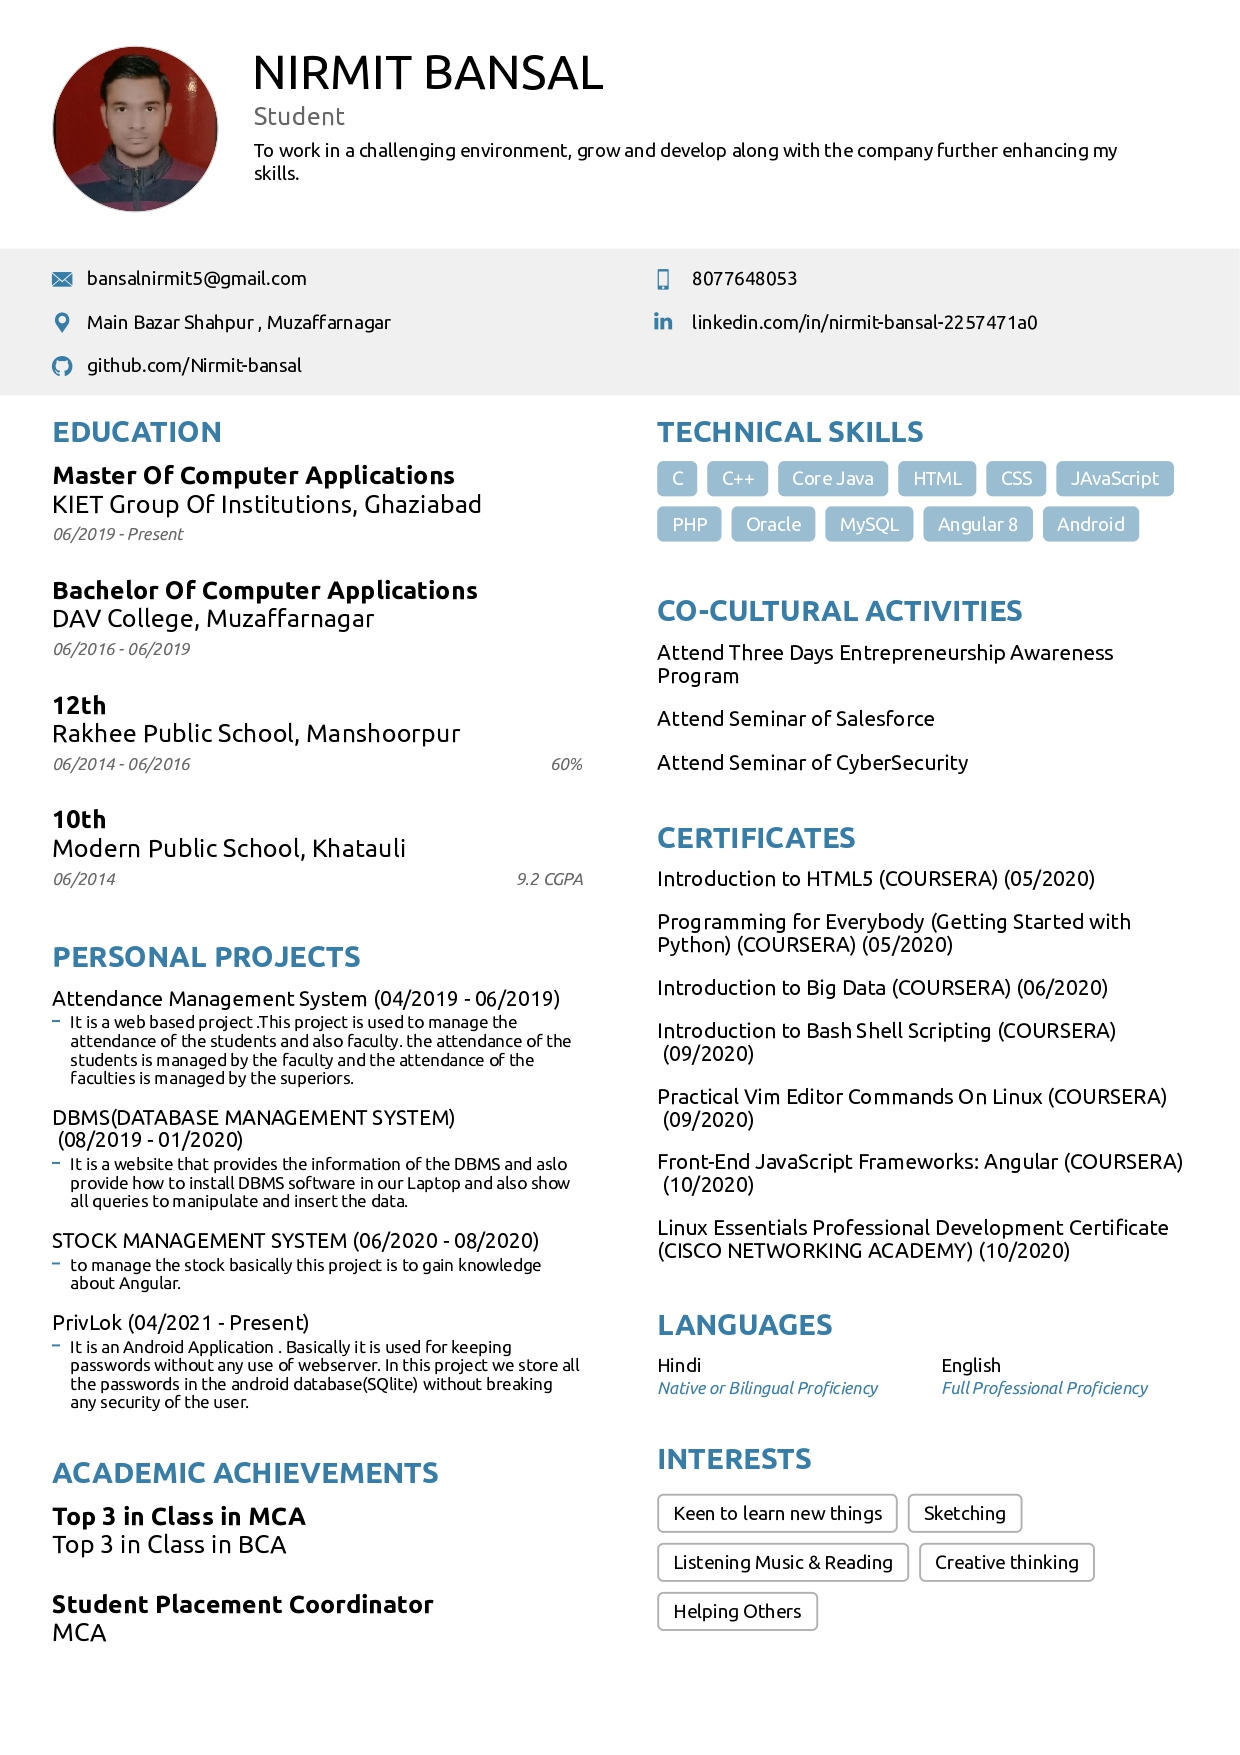 NIRMIT BANSAL
Student
To work in a challenging environment, grow and develop along with the company further enhancing my
skills.
bansalnirmit5@gmail.com
8077648053
Main Bazar Shahpur , Muzaffarnagar
linkedin.com/in/nirmit-bansal-2257471a0
github.com/Nirmit-bansal
EDUCATION
Master Of Computer Applications
KIET Group Of Institutions, Ghaziabad
06/2019 - Present
Bachelor Of Computer Applications
DAV College, Muzaffarnagar
06/2016 - 06/2019
12th
Rakhee Public School, Manshoorpur
06/2014 - 06/2016 60%
10th
Modern Public School, Khatauli
06/2014 9.2 CGPA
PERSONAL PROJECTS
Attendance Management System (04/2019 - 06/2019)
– It is a web based project .This project is used to manage the
attendance of the students and also faculty. the attendance of the
students is managed by the faculty and the attendance of the
faculties is managed by the superiors.
DBMS(DATABASE MANAGEMENT SYSTEM)
(08/2019 - 01/2020)
– It is a website that provides the information of the DBMS and aslo
provide how to install DBMS software in our Laptop and also show
all queries to manipulate and insert the data.
STOCK MANAGEMENT SYSTEM (06/2020 - 08/2020)
– to manage the stock basically this project is to gain knowledge
about Angular.
PrivLok (04/2021 - Present)
– It is an Android Application . Basically it is used for keeping
passwords without any use of webserver. In this project we store all
the passwords in the android database(SQlite) without breaking
any security of the user.
ACADEMIC ACHIEVEMENTS
Top 3 in Class in MCA
Top 3 in Class in BCA
Student Placement Coordinator
MCA
TECHNICAL SKILLS
C C++ Core Java HTML CSS JAvaScript
PHP Oracle MySQL Angular 8 Android
CO-CULTURAL ACTIVITIES
Attend Three Days Entrepreneurship Awareness
Program
Attend Seminar of Salesforce
Attend Seminar of CyberSecurity
CERTIFICATES
Introduction to HTML5 (COURSERA) (05/2020)
Programming for Everybody (Getting Started with
Python) (COURSERA) (05/2020)
Introduction to Big Data (COURSERA) (06/2020)
Introduction to Bash Shell Scripting (COURSERA)
(09/2020)
Practical Vim Editor Commands On Linux (COURSERA)
(09/2020)
Front-End JavaScript Frameworks: Angular (COURSERA)
(10/2020)
Linux Essentials Professional Development Certificate
(CISCO NETWORKING ACADEMY) (10/2020)
LANGUAGES
Hindi English
Native or Bilingual Proficiency Full Professional Proficiency
INTERESTS
Keen to learn new things Sketching
Listening Music & Reading Creative thinking
Helping Others